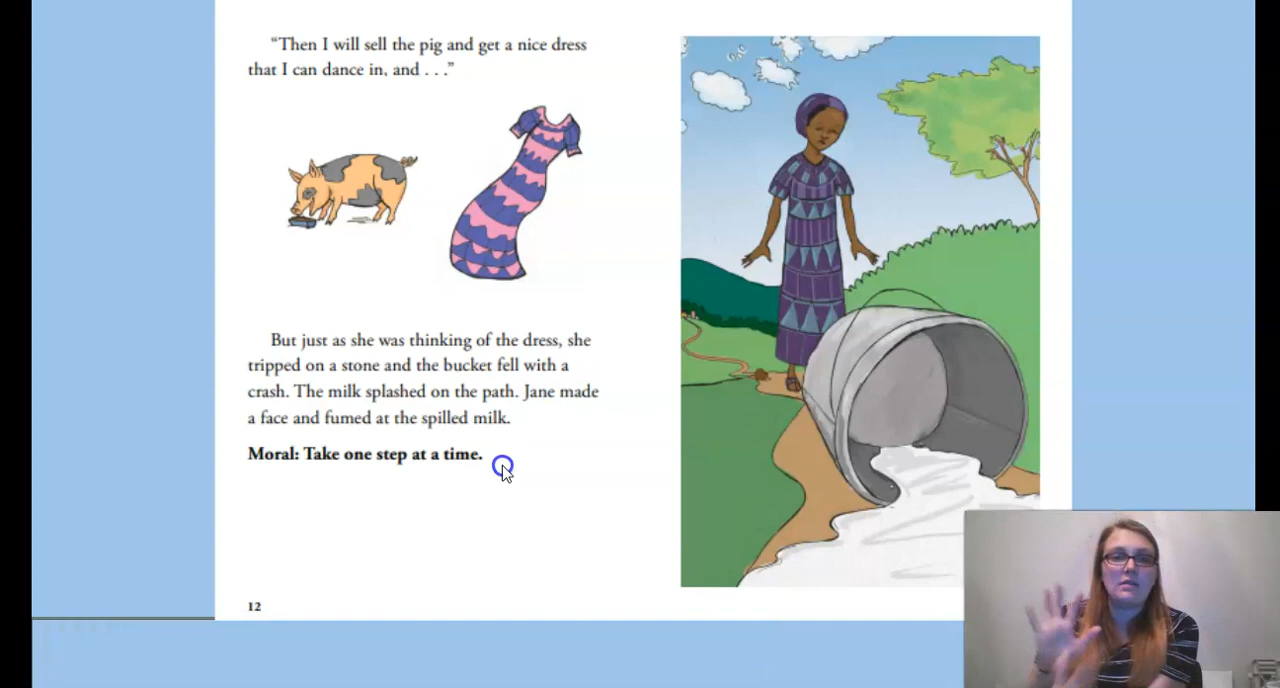 “Then I will sell the pig and get a nice dress
that I can dance in, and . . .”
But just as she was thinking of the dress, she
tripped on a stone and the bucket fell with a
crash. The milk splashed on the path. Jane made
a face and fumed at the spilled milk.
Moral: Take one step at a time.
12